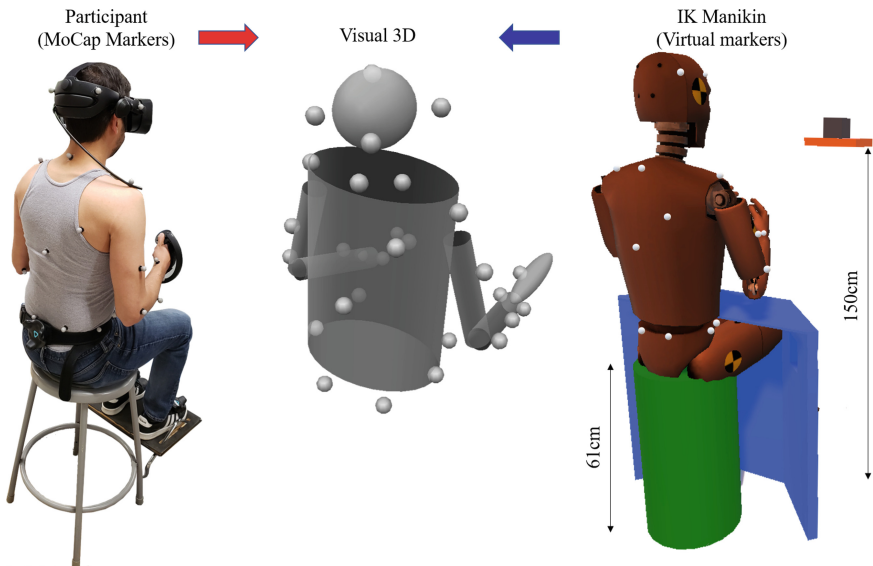 Participant
(MoCap Markers)
Visual 3D
IK Manikin
(Virtual markers)
150cm
61cm